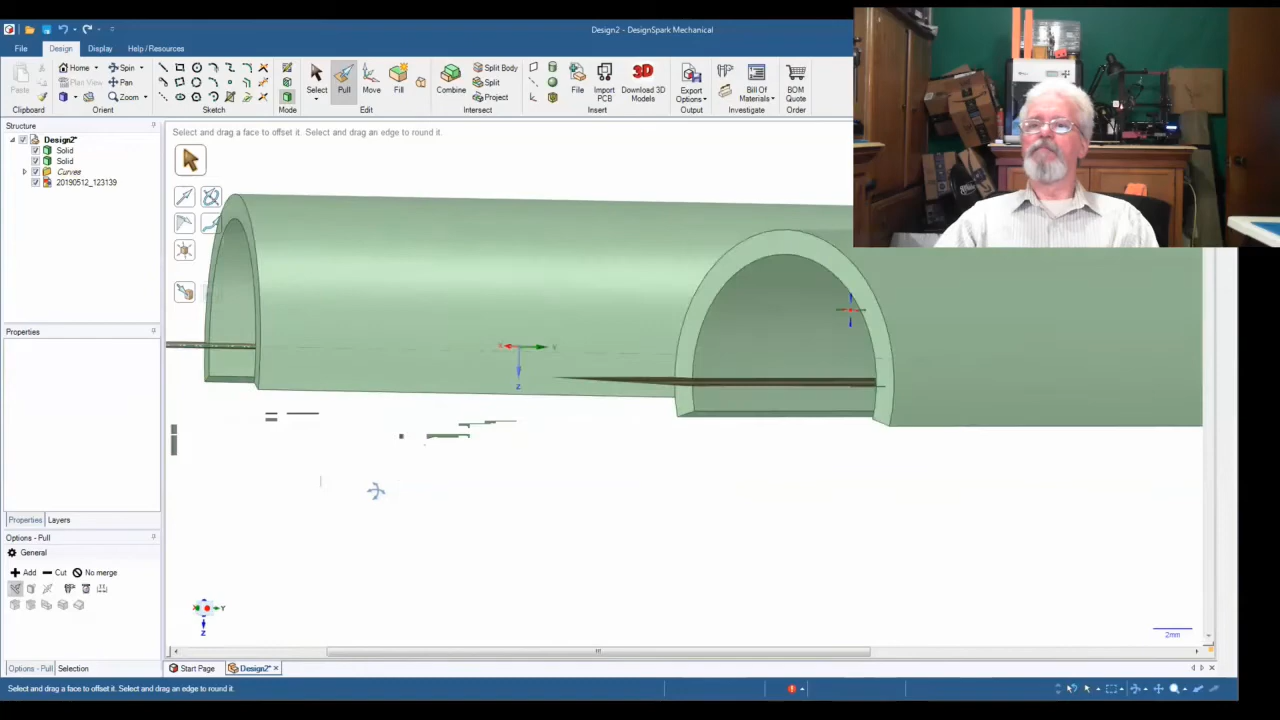 Design2 - DesignSpark Mechanical
File Design Display Help / Resources
Paste
Home
Plan View
Spin
Pan
Zoom
Select
Pull
Move
Fill
Combine
Split Body
Split
Project
File
Import PCB
Download 3D Models
Export Options
Bill Of Materials
BOM Quote
Clipboard Orient Sketch Mode Edit Intersect Insert Output Investigate Order
Structure
Select and drag a face to offset it. Select and drag an edge to round it.
Design2*
Solid
Solid
Curves
20190512_123139
Properties
Properties Layers
Options - Pull
General
Add Cut No merge
X Y
Z
Y
Z
2mm
Options - Pull Selection
Start Page Design2*
Select and drag a face to offset it. Select and drag an edge to round it.